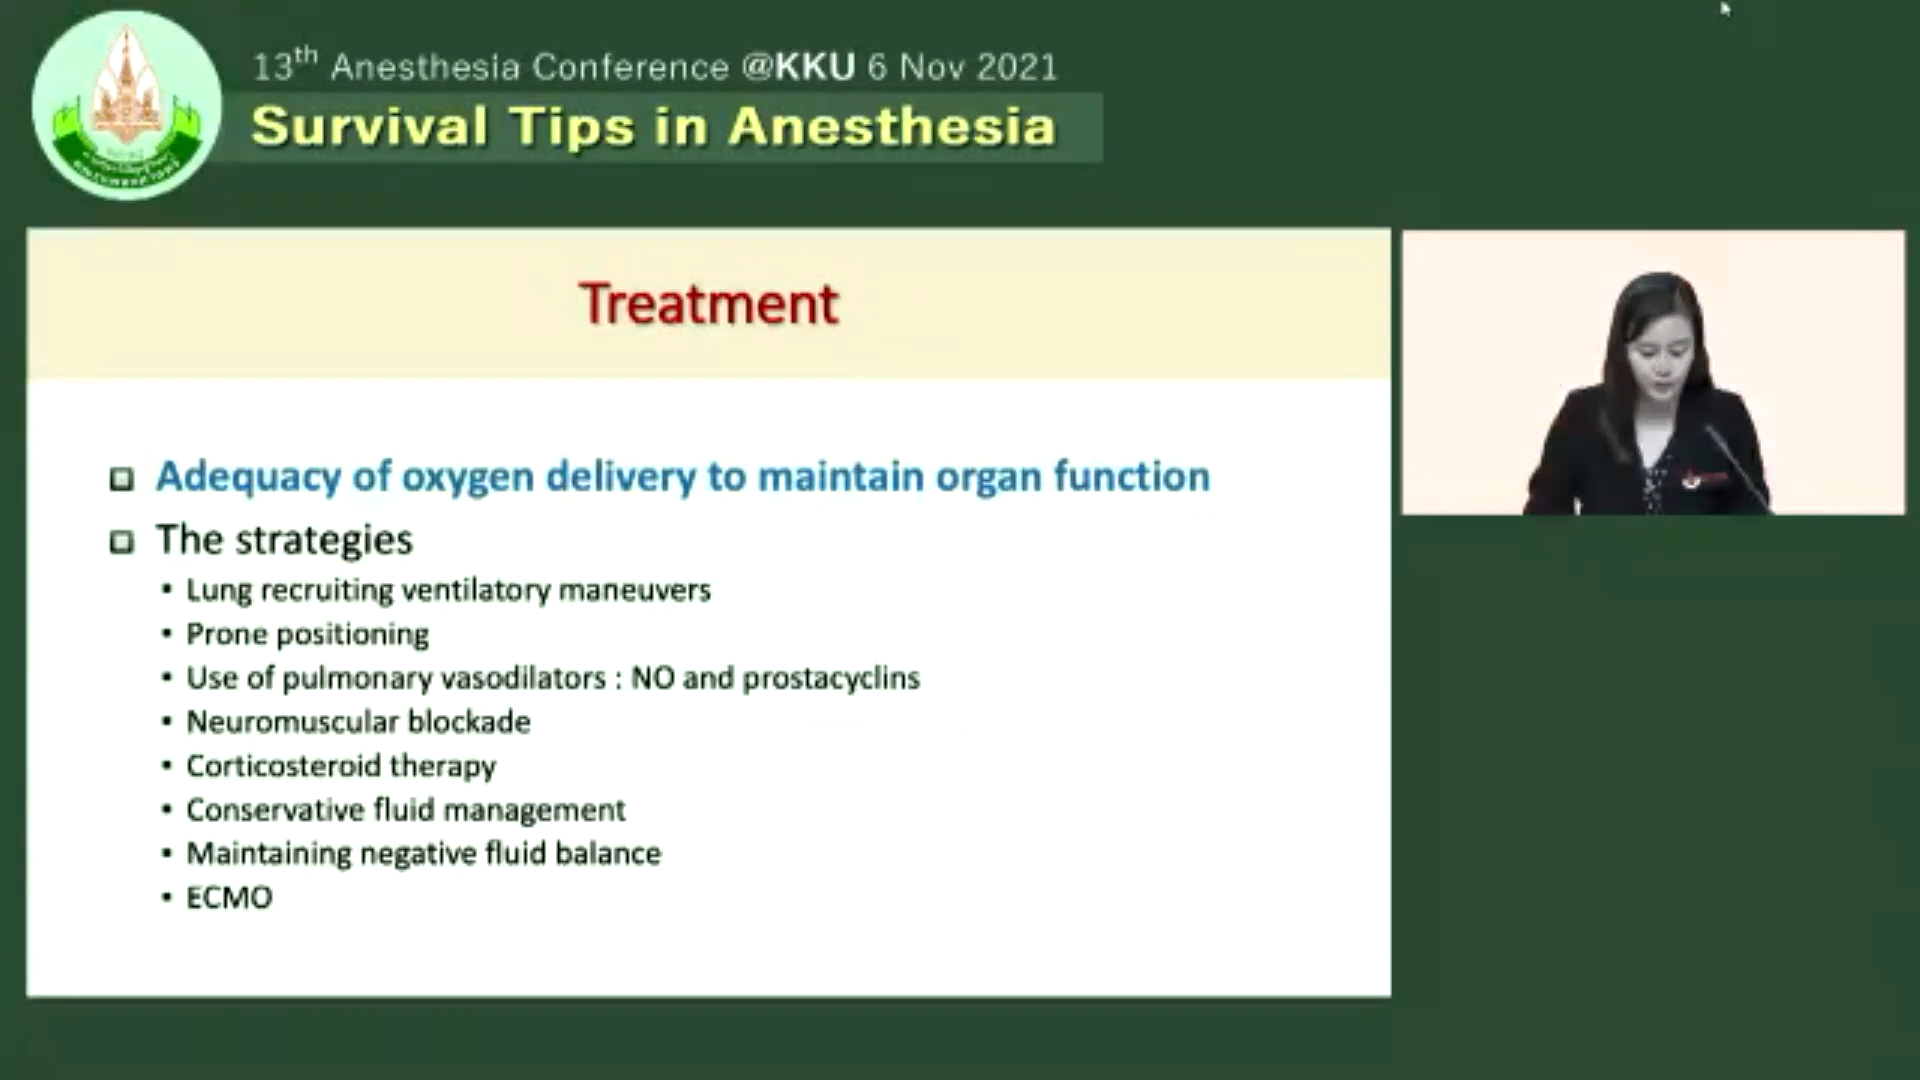 13th Anesthesia Conference @KKU 6 Nov 2021
Survival Tips in Anesthesia
Treatment
Adequacy of oxygen delivery to maintain organ function
The strategies
• Lung recruiting ventilatory maneuvers
• Prone positioning
• Use of pulmonary vasodilators : NO and prostacyclins
• Neuromuscular blockade
• Corticosteroid therapy
• Conservative fluid management
• Maintaining negative fluid balance
• ECMO